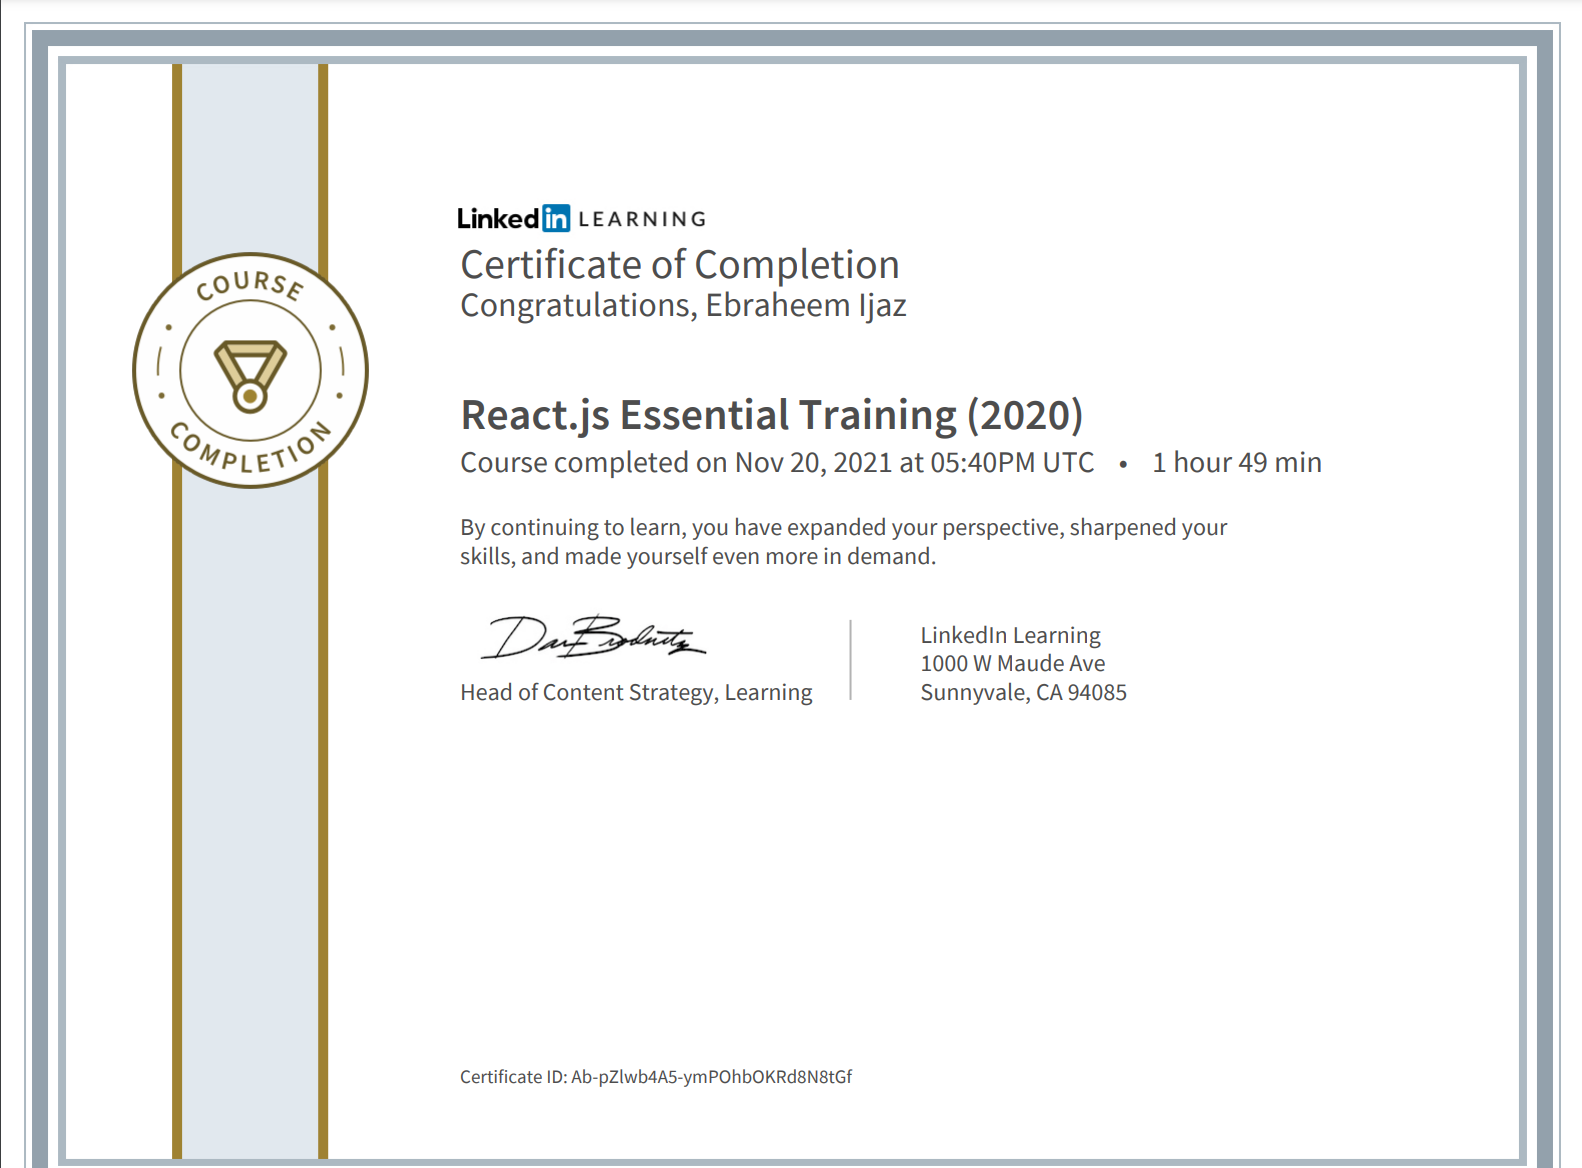 COURSE
COMPLETION
Linked in LEARNING
Certificate of Completion
Congratulations, Ebraheem Ijaz
React.js Essential Training (2020)
Course completed on Nov 20, 2021 at 05:40PM UTC • 1 hour 49 min
By continuing to learn, you have expanded your perspective, sharpened your
skills, and made yourself even more in demand.
Head of Content Strategy, Learning
LinkedIn Learning
1000 W Maude Ave
Sunnyvale, CA 94085
Certificate ID: Ab-pZlwb4A5-ymPOhbOKRd8N8tGf